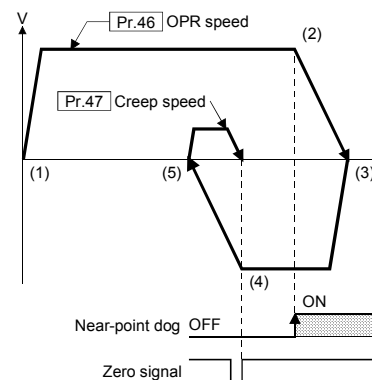 V
Pr.46 OPR speed
(2)
Pr.47 Creep speed
(1)
(5)
(3)
(4)
ON
Near-point dog OFF
Zero signal